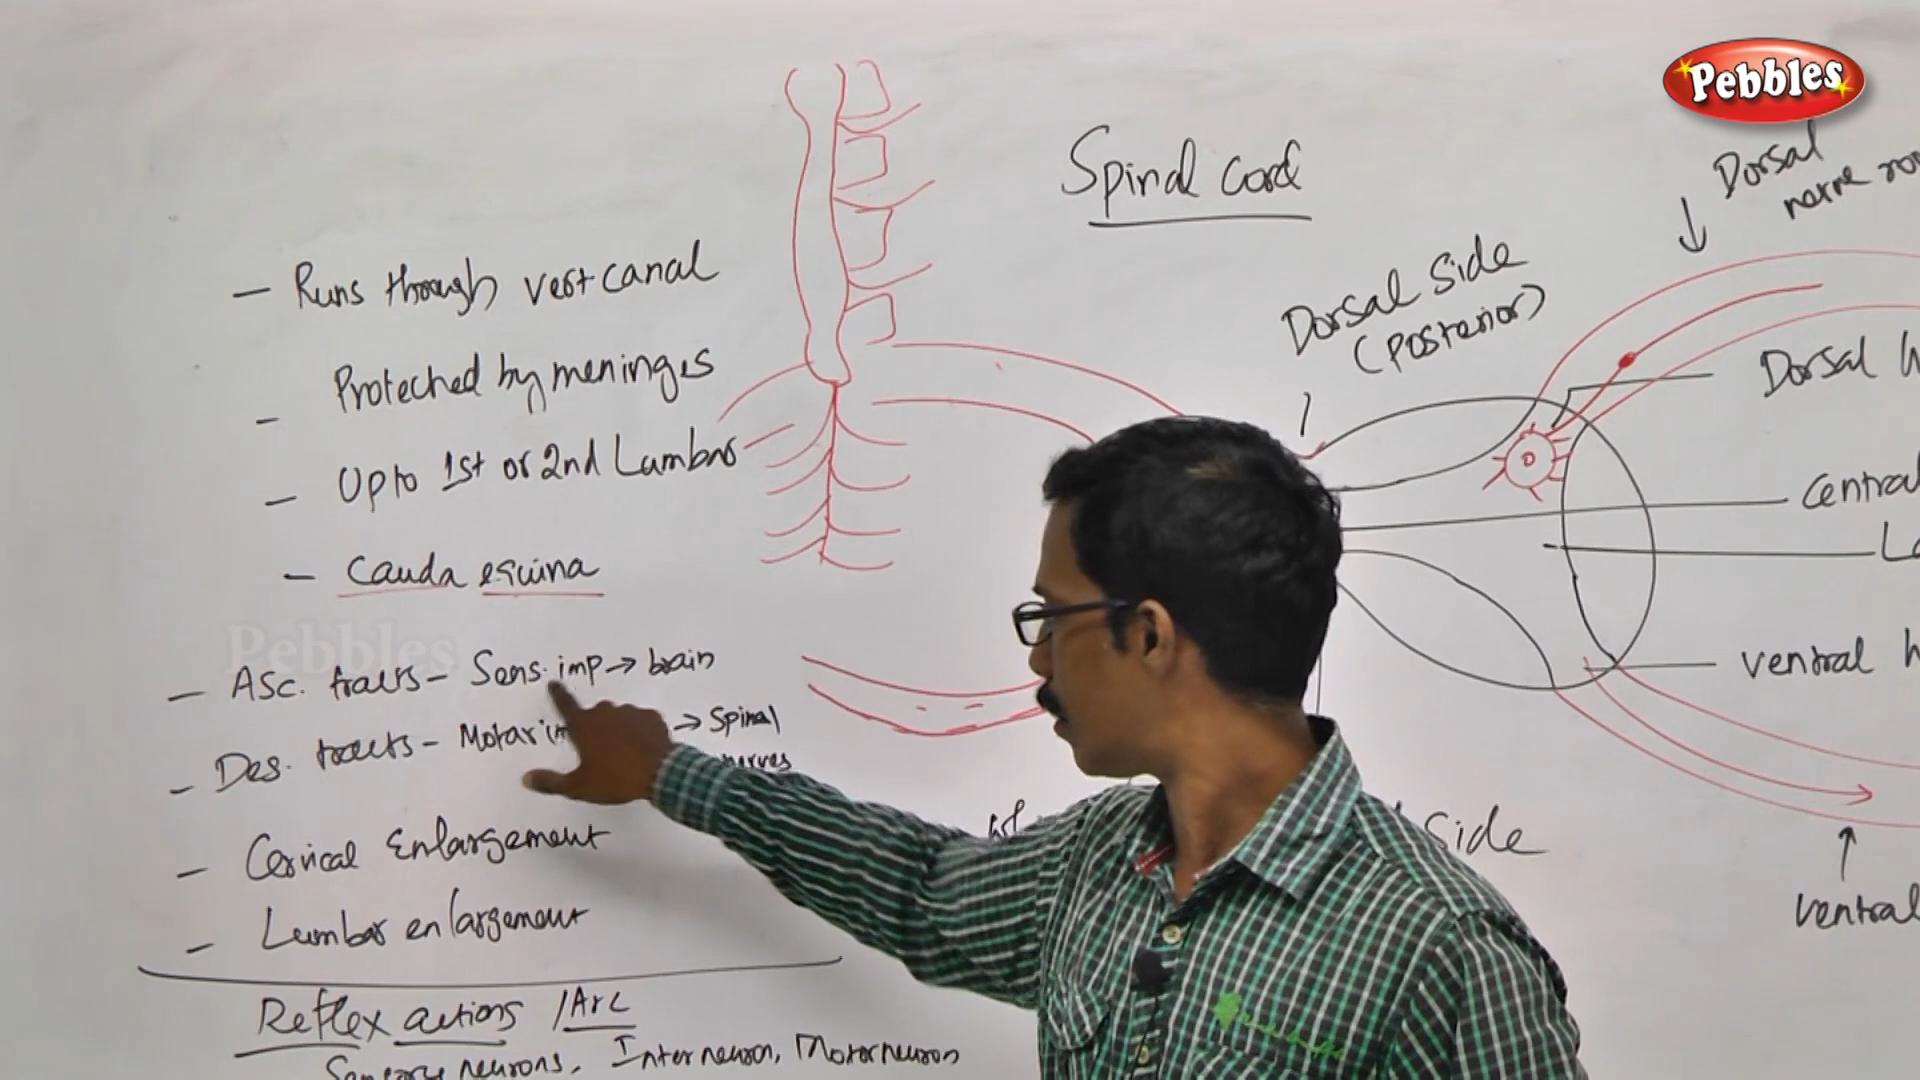 Pebbles
Spinal cord
Dorsal
nerve
- Runs through vert canal
- Protected by meninges
- Upto 1st or 2nd Lumbar
- Cauda equina
Pebbles
- Asc. tracts - Sens. imp → brain
- Des. tracts - Motor → Spinal
nerves
- Cervical Enlargement
- Lumbar enlargement
Reflex actions / Arc
Sensory neurons, Interneuron, Motorneuron
Dorsal Side
(Posterior)
Dorsal
Central
Ventral
Side
Ventral